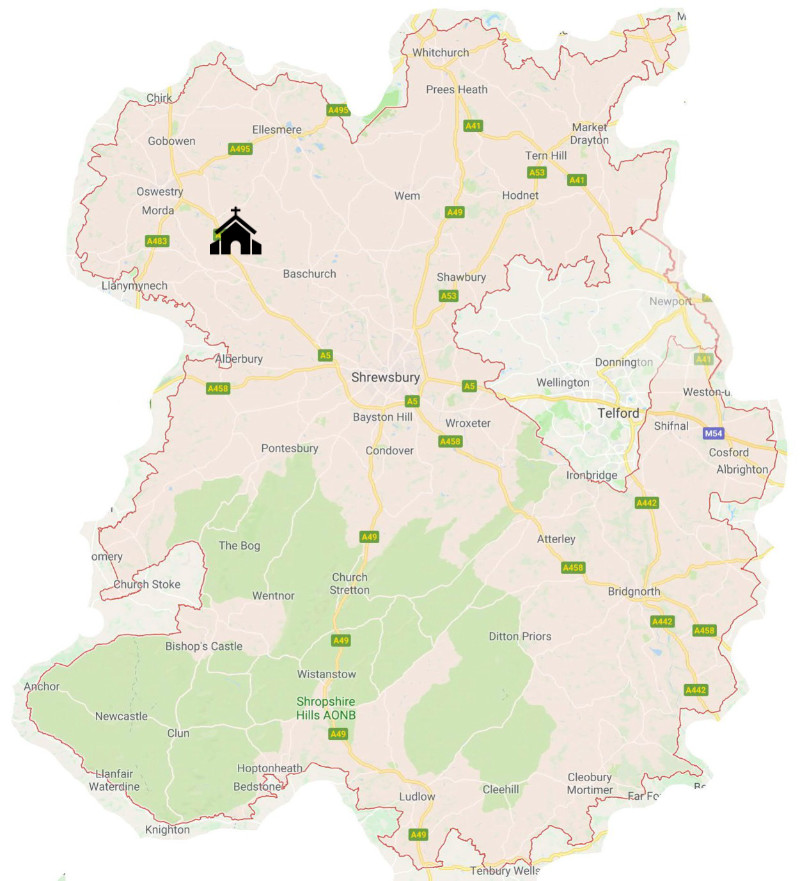 M
Whitchurch
Prees Heath
Chirk
A495
Ellesmere
A41
Market
Drayton
Gobowen
A495
Tern Hill
A53
A41
Oswestry
Wem
Hodnet
Morda
A49
A483
Baschurch
Shawbury
Llanymynech
A53
Newport
Alberbury
A5
A41
Donnington
Shrewsbury
Wellington
A458
A5
Weston-u
A5
Telford
Bayston Hill
Wroxeter
Shifnal
M54
A458
Pontesbury
Condover
Cosford
Albrighton
Ironbridge
A442
A49
The Bog
Atterley
omery
A458
Church
Stretton
Church Stoke
Wentnor
Bridgnorth
A442
A458
Ditton Priors
A49
Bishop's Castle
Wistanstow
Anchor
A442
Shropshire
Hills AONB
Newcastle
Clun
A49
Hoptonheath
Llanfair
Waterdine
Bedstone
Cleobury
Mortimer
Cleehill
Ludlow
Far Fo
Knighton
A49
Tenbury Wells